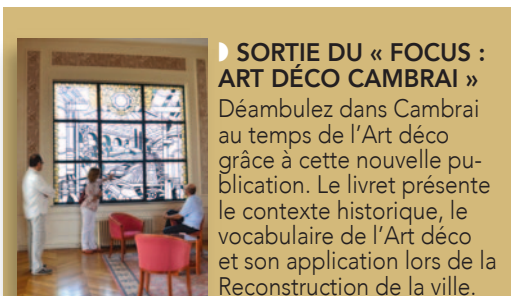 SORTIE DU « FOCUS :
ART DÉCO CAMBRAI »
Déambulez dans Cambrai
au temps de l’Art déco
grâce à cette nouvelle pu-
blication. Le livret présente
le contexte historique, le
vocabulaire de l’Art déco
et son application lors de la
Reconstruction de la ville.